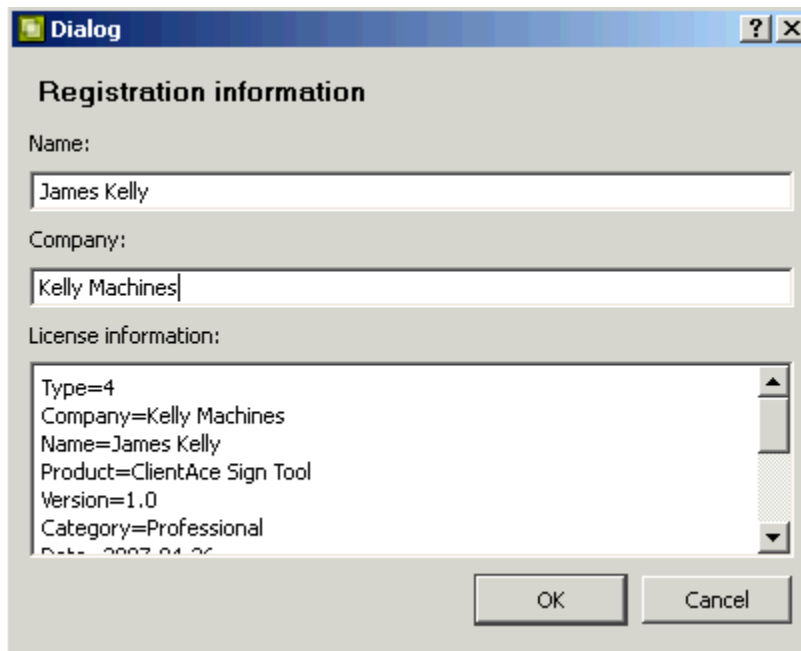 Dialog
Registration information
Name:
James Kelly
Company:
Kelly Machines
License information:
Type=4
Company=Kelly Machines
Name=James Kelly
Product=ClientAce Sign Tool
Version=1.0
Category=Professional
OK Cancel